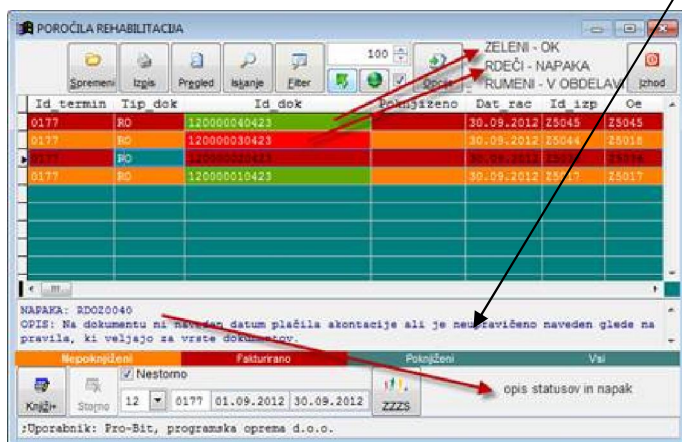 POROČILA REHABILITACIJA
Spremeni Izpis Pregled Iskanje Filter 100 Opcije Izhod
ZELENI - OK
RDEČI - NAPAKA
RUMENI - V OBDELAVI
Id_termin Tip_dok Id_dok Poknjizeno Dat_rac Id_izp Oe
0177 RO 120000040423 30.09.2012 Z5045 Z5045
0177 RO 120000030423 30.09.2012 Z5044 Z5018
0177 RO 120000020423 30.09.2012
0177 RO 120000010423 30.09.2012 Z5017 Z5017
NAPAKA: RDOZ0040
OPIS: Na dokumentu ni naveden datum plačila akontacije ali je neupravičeno naveden glede na
pravila, ki veljajo za vrste dokumentov.
Nepoknjiženi Fakturirano Poknjiženi Vsi
Knjiži+ Storno Nestorno 12 0177 01.09.2012 30.09.2012 ZZZS
opis statusov in napak
;Uporabnik: Pro-Bit, programska oprema d.o.o.